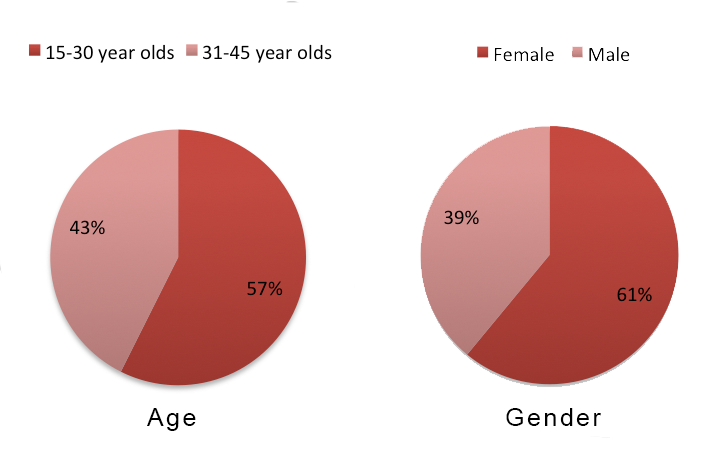 15-30 year olds 31-45 year olds
43%
57%
Age
Female Male
39%
61%
Gender